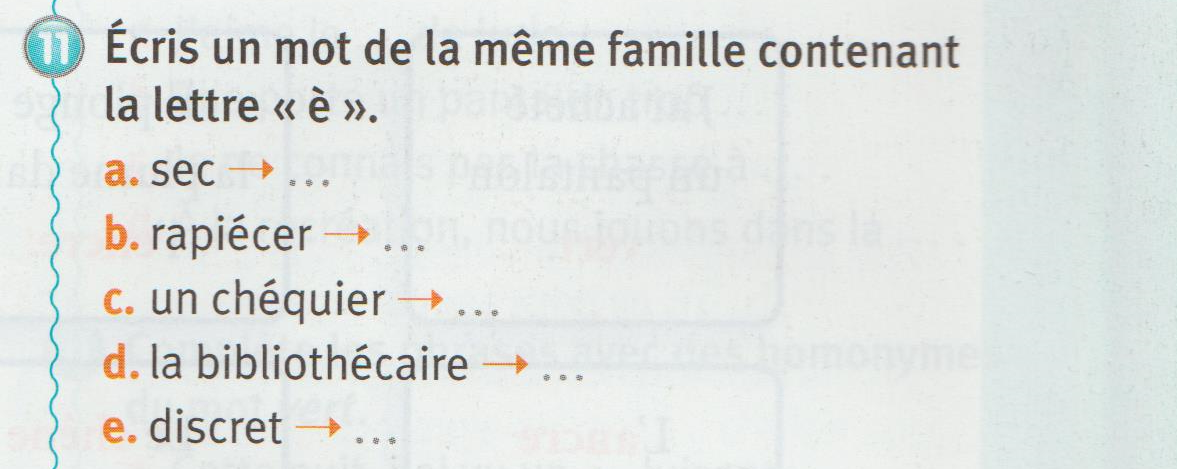 11 Écris un mot de la même famille contenant
la lettre « è ».
a. sec → ...
b. rapiécer → ...
c. un chéquier → ...
d. la bibliothécaire → ...
e. discret → ...